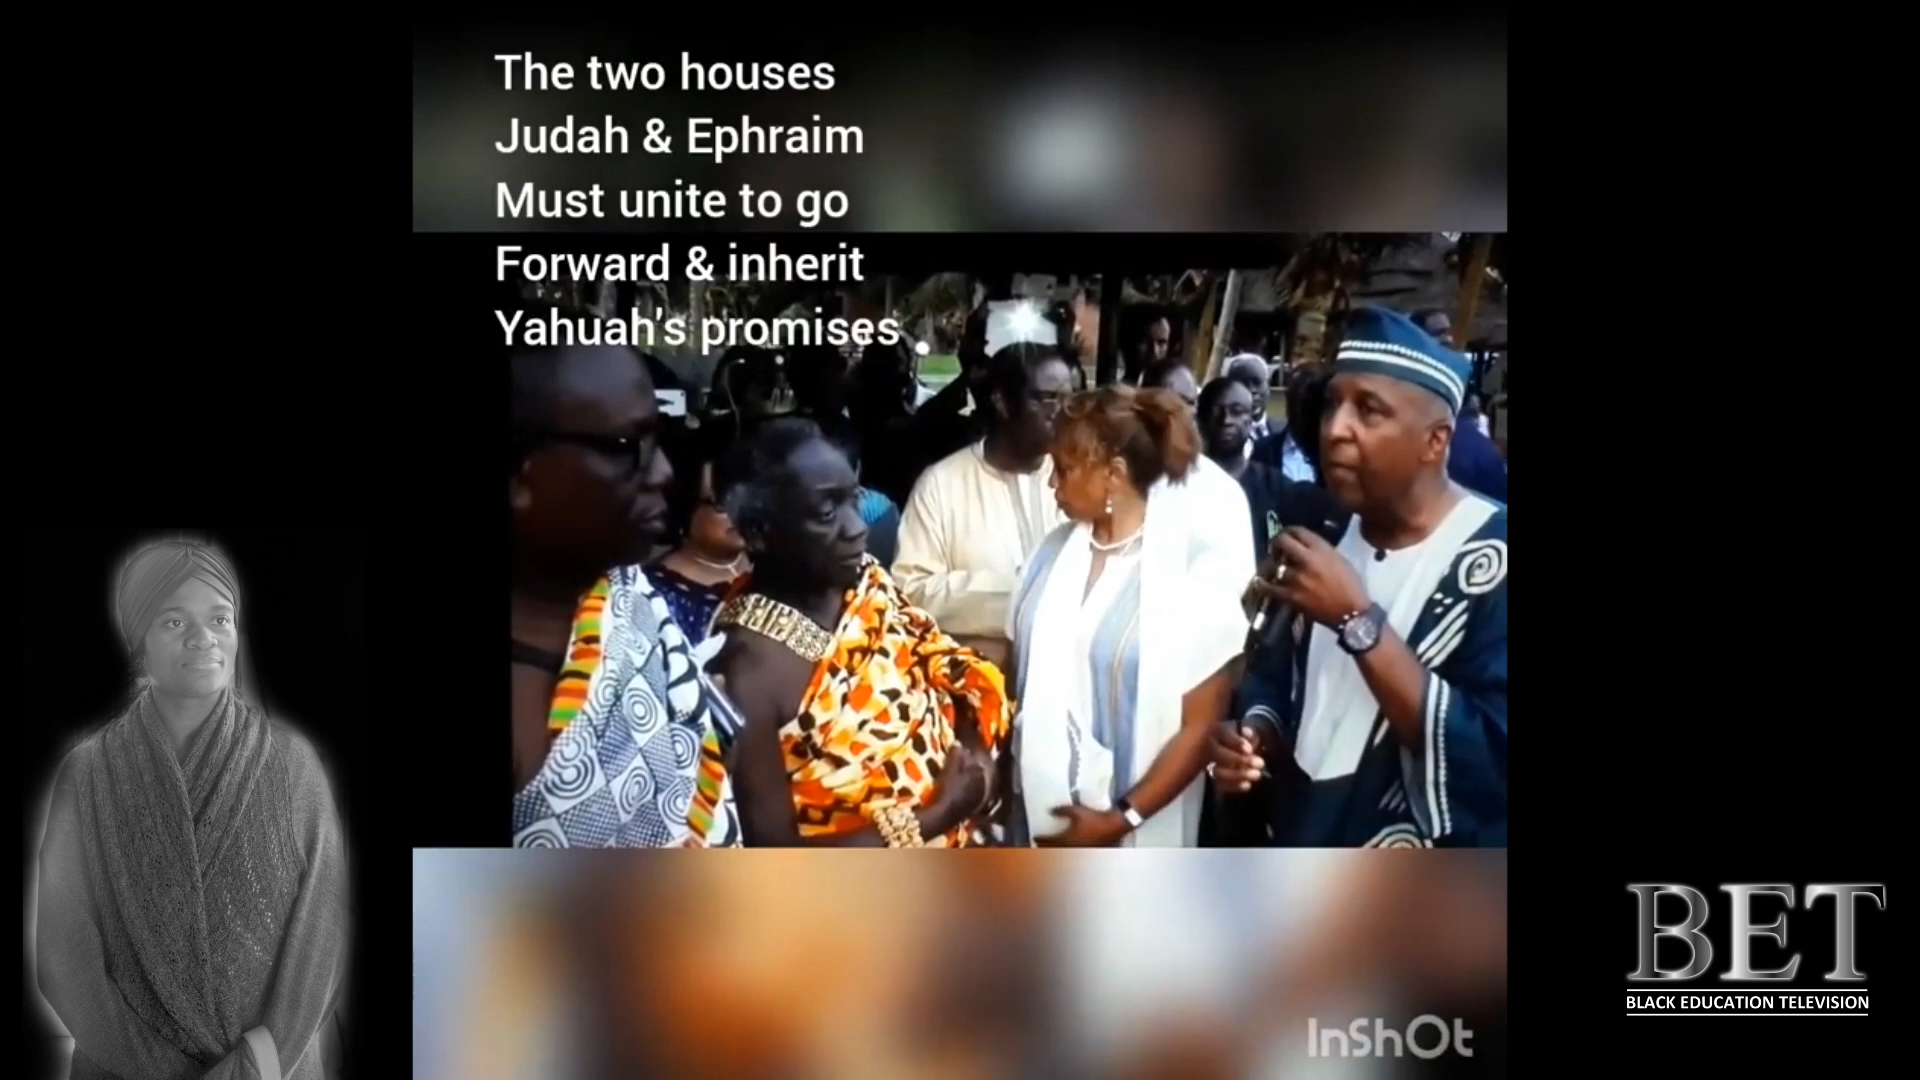 The two houses
Judah & Ephraim
Must unite to go
Forward & inherit
Yahuah's promises
BET
BLACK EDUCATION TELEVISION
InShOt